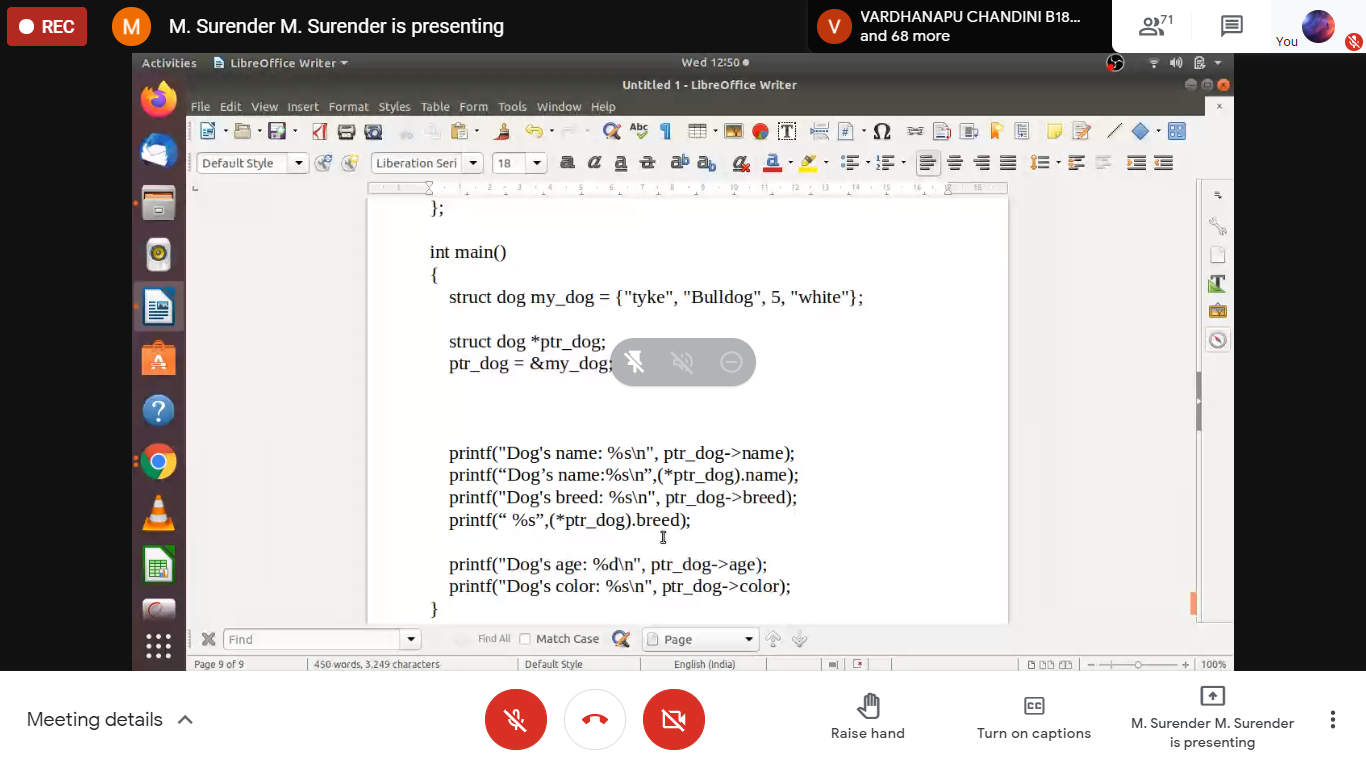 REC
M
M. Surender M. Surender is presenting
V
VARDHANAPU CHANDINI B18...
and 68 more
71
You
Activities
LibreOffice Writer
Wed 12:50
Untitled 1 - LibreOffice Writer
File Edit View Insert Format Styles Table Form Tools Window Help
Default Style
Liberation Seri
18
};
int main()
{
struct dog my_dog = {"tyke", "Bulldog", 5, "white"};
struct dog *ptr_dog;
ptr_dog = &my_dog;
printf("Dog's name: %s\n", ptr_dog->name);
printf(“Dog’s name:%s\n”,(*ptr_dog).name);
printf("Dog's breed: %s\n", ptr_dog->breed);
printf(“ %s”,(*ptr_dog).breed);
printf("Dog's age: %d\n", ptr_dog->age);
printf("Dog's color: %s\n", ptr_dog->color);
}
Find
Find All
Match Case
Page
Page 9 of 9
450 words, 3,249 characters
Default Style
English (India)
100%
Meeting details
Raise hand
Turn on captions
M. Surender M. Surender
is presenting